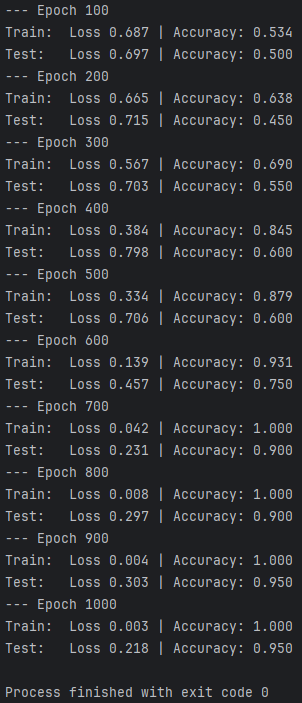 --- Epoch 100
Train:  Loss 0.687 | Accuracy: 0.534
Test:   Loss 0.697 | Accuracy: 0.500
--- Epoch 200
Train:  Loss 0.665 | Accuracy: 0.638
Test:   Loss 0.715 | Accuracy: 0.450
--- Epoch 300
Train:  Loss 0.567 | Accuracy: 0.690
Test:   Loss 0.703 | Accuracy: 0.550
--- Epoch 400
Train:  Loss 0.384 | Accuracy: 0.845
Test:   Loss 0.798 | Accuracy: 0.600
--- Epoch 500
Train:  Loss 0.334 | Accuracy: 0.879
Test:   Loss 0.706 | Accuracy: 0.600
--- Epoch 600
Train:  Loss 0.139 | Accuracy: 0.931
Test:   Loss 0.457 | Accuracy: 0.750
--- Epoch 700
Train:  Loss 0.042 | Accuracy: 1.000
Test:   Loss 0.231 | Accuracy: 0.900
--- Epoch 800
Train:  Loss 0.008 | Accuracy: 1.000
Test:   Loss 0.297 | Accuracy: 0.900
--- Epoch 900
Train:  Loss 0.004 | Accuracy: 1.000
Test:   Loss 0.303 | Accuracy: 0.950
--- Epoch 1000
Train:  Loss 0.003 | Accuracy: 1.000
Test:   Loss 0.218 | Accuracy: 0.950
Process finished with exit code 0